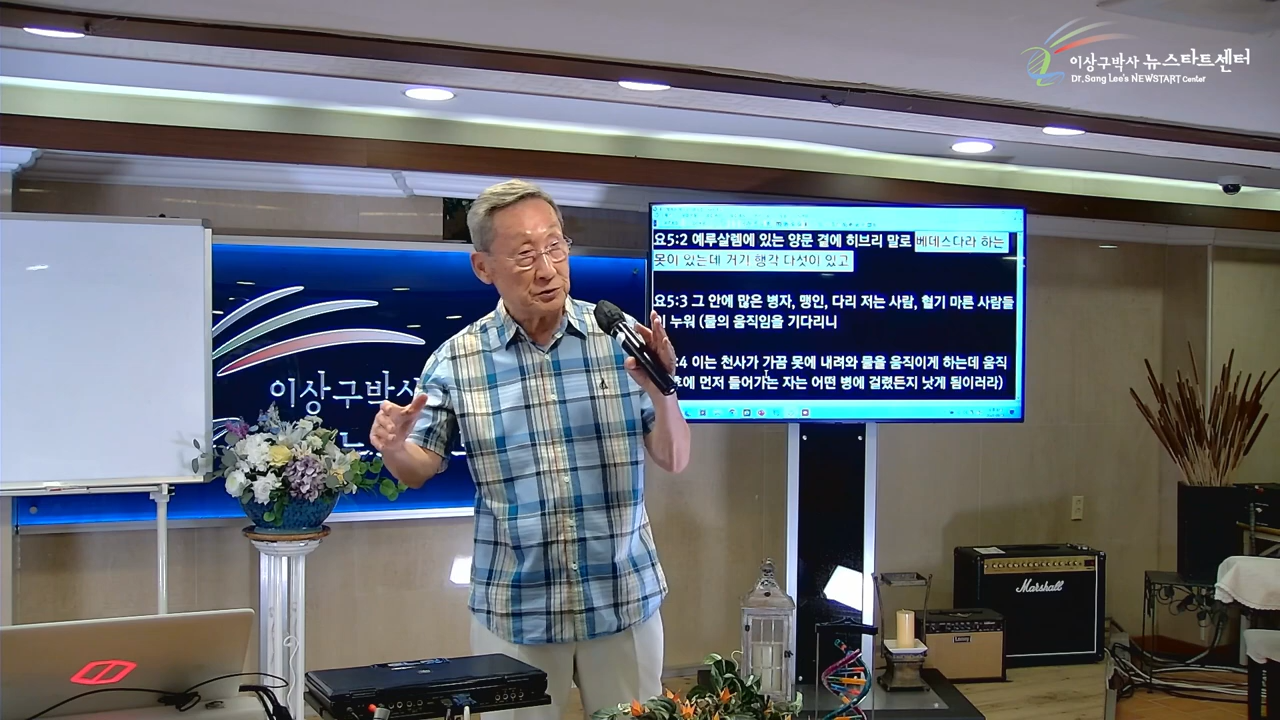 이상구박사 뉴스타트센터
Dr. Sang Lee's NEWSTART Center
요5:2 예루살렘에 있는 양문 곁에 히브리 말로 베데스다라 하는
못이 있는데 거기 행각 다섯이 있고
요5:3 그 안에 많은 병자, 맹인, 다리 저는 사람, 혈기 마른 사람들
누워 (물의 움직임을 기다리니
:4 이는 천사가 가끔 못에 내려와 물을 움직이게 하는데 움직
후에 먼저 들어가는 자는 어떤 병에 걸렸든지 낫게 됨이러라)
이상구박사
Marshall
Laney